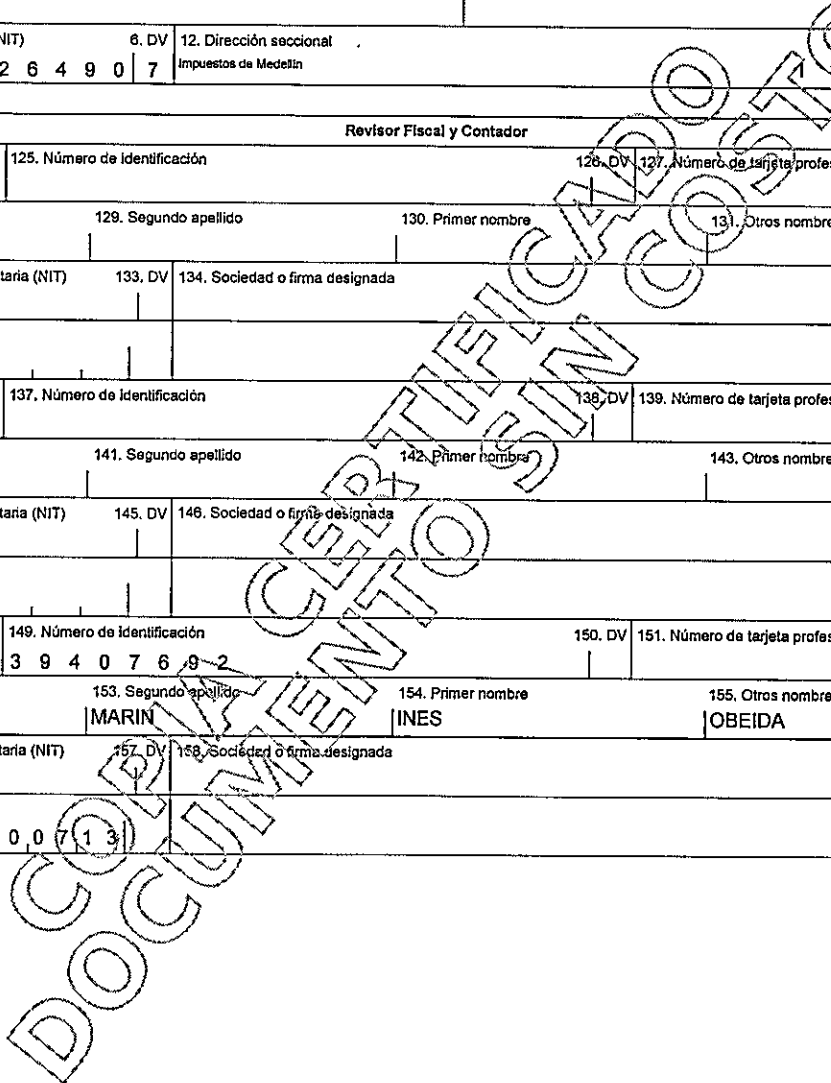 NIT) 6. DV 12. Dirección seccional
2 6 4 9 0 7 Impuestos de Medellín
Revisor Fiscal y Contador
125. Número de identificación 126. DV 127. Número de tarjeta profes
129. Segundo apellido 130. Primer nombre 131. Otros nombre
taria (NIT) 133. DV 134. Sociedad o firma designada
137. Número de identificación 138. DV 139. Número de tarjeta profes
141. Segundo apellido 142. Primer nombre 143. Otros nombre
taria (NIT) 145. DV 146. Sociedad o firma designada
149. Número de identificación 150. DV 151. Número de tarjeta profes
3 9 4 0 7 6 9 2
153. Segundo apellido 154. Primer nombre 155. Otros nombre
MARIN INES OBEIDA
taria (NIT) 157. DV 158. Sociedad o firma designada
0 0 7 1 3
COPIA CERTIFICADO
DOCUMENTO SIN COSTO